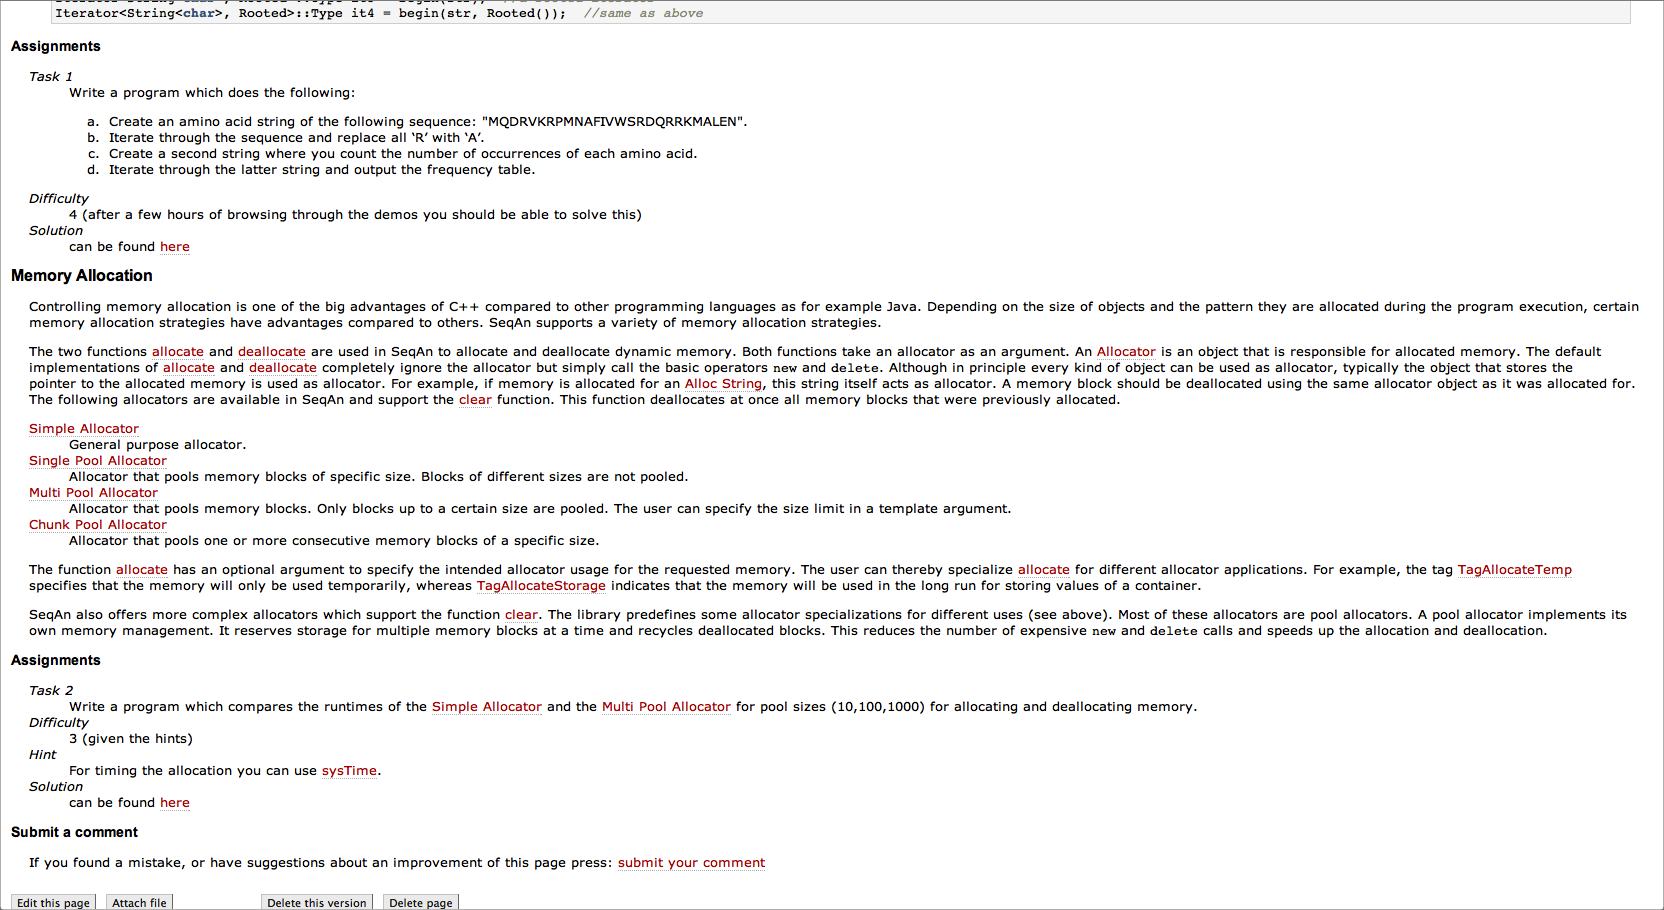 Iterator<String<char>, Rooted>::Type it4 = begin(str, Rooted()); //same as above
Assignments
Task 1
Write a program which does the following:
a. Create an amino acid string of the following sequence: "MQDRVKRPMNAFIVWSRDQRRKMALEN".
b. Iterate through the sequence and replace all ‘R’ with ‘A’.
c. Create a second string where you count the number of occurrences of each amino acid.
d. Iterate through the latter string and output the frequency table.
Difficulty
4 (after a few hours of browsing through the demos you should be able to solve this)
Solution
can be found here
Memory Allocation
Controlling memory allocation is one of the big advantages of C++ compared to other programming languages as for example Java. Depending on the size of objects and the pattern they are allocated during the program execution, certain
memory allocation strategies have advantages compared to others. SeqAn supports a variety of memory allocation strategies.
The two functions allocate and deallocate are used in SeqAn to allocate and deallocate dynamic memory. Both functions take an allocator as an argument. An Allocator is an object that is responsible for allocated memory. The default
implementations of allocate and deallocate completely ignore the allocator but simply call the basic operators new and delete. Although in principle every kind of object can be used as allocator, typically the object that stores the
pointer to the allocated memory is used as allocator. For example, if memory is allocated for an Alloc String, this string itself acts as allocator. A memory block should be deallocated using the same allocator object as it was allocated for.
The following allocators are available in SeqAn and support the clear function. This function deallocates at once all memory blocks that were previously allocated.
Simple Allocator
General purpose allocator.
Single Pool Allocator
Allocator that pools memory blocks of specific size. Blocks of different sizes are not pooled.
Multi Pool Allocator
Allocator that pools memory blocks. Only blocks up to a certain size are pooled. The user can specify the size limit in a template argument.
Chunk Pool Allocator
Allocator that pools one or more consecutive memory blocks of a specific size.
The function allocate has an optional argument to specify the intended allocator usage for the requested memory. The user can thereby specialize allocate for different allocator applications. For example, the tag TagAllocateTemp
specifies that the memory will only be used temporarily, whereas TagAllocateStorage indicates that the memory will be used in the long run for storing values of a container.
SeqAn also offers more complex allocators which support the function clear. The library predefines some allocator specializations for different uses (see above). Most of these allocators are pool allocators. A pool allocator implements its
own memory management. It reserves storage for multiple memory blocks at a time and recycles deallocated blocks. This reduces the number of expensive new and delete calls and speeds up the allocation and deallocation.
Assignments
Task 2
Write a program which compares the runtimes of the Simple Allocator and the Multi Pool Allocator for pool sizes (10,100,1000) for allocating and deallocating memory.
Difficulty
3 (given the hints)
Hint
For timing the allocation you can use sysTime.
Solution
can be found here
Submit a comment
If you found a mistake, or have suggestions about an improvement of this page press: submit your comment
Edit this page Attach file Delete this version Delete page